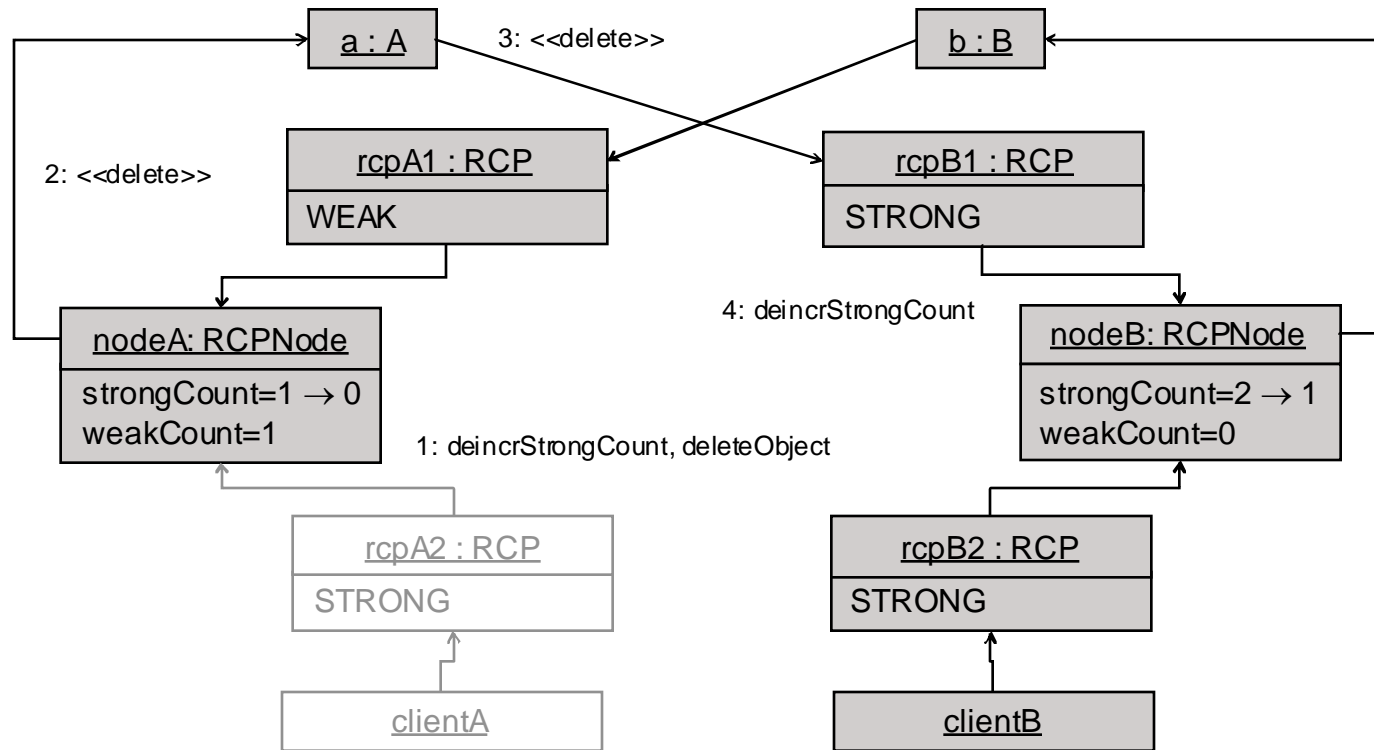 a : A
3: <<delete>>
b : B
rcpA1 : RCP
WEAK
rcpB1 : RCP
STRONG
2: <<delete>>
nodeA: RCPNode
strongCount=1 → 0
weakCount=1
4: deincrStrongCount
nodeB: RCPNode
strongCount=2 → 1
weakCount=0
1: deincrStrongCount, deleteObject
rcpA2 : RCP
STRONG
rcpB2 : RCP
STRONG
clientA
clientB